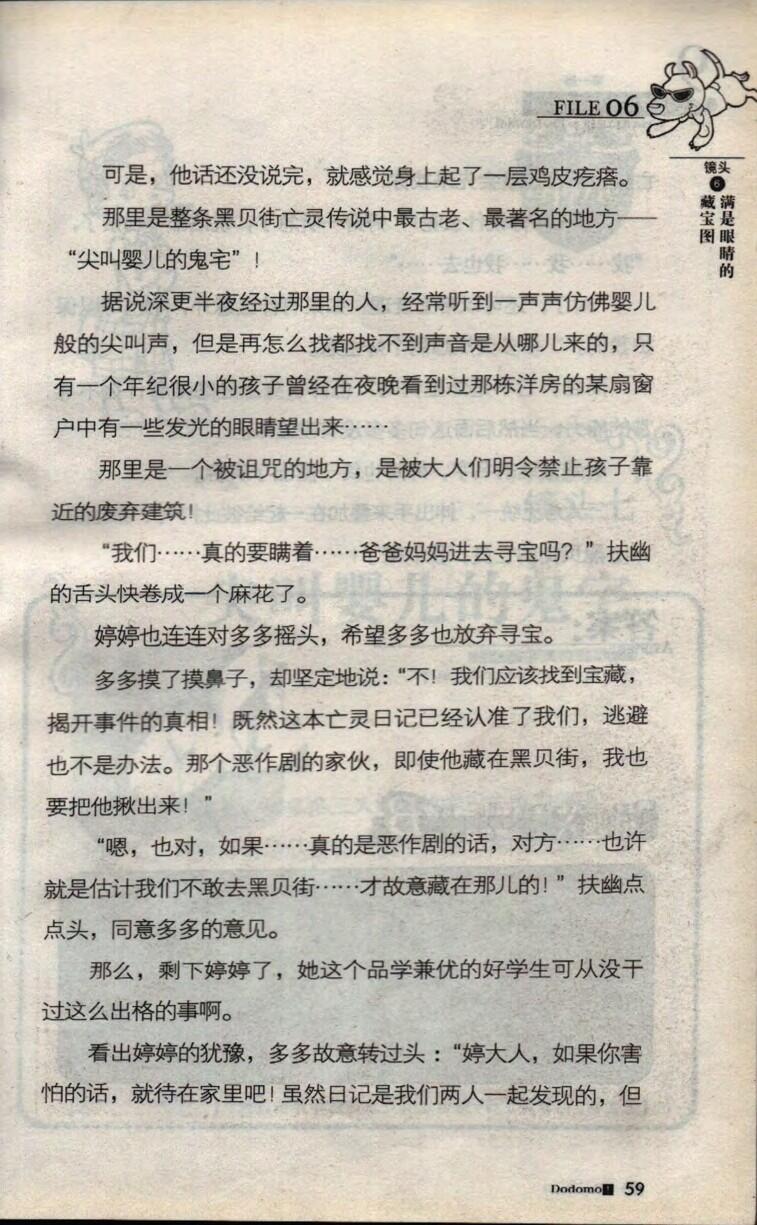 FILE 06
镜头
6
满是眼睛的
藏宝图
可是，他话还没说完，就感觉身上起了一层鸡皮疙瘩。
那里是整条黑贝街亡灵传说中最古老、最著名的地方——
“尖叫婴儿的鬼宅”！
据说深更半夜经过那里的人，经常听到一声声仿佛婴儿
般的尖叫声，但是再怎么找都找不到声音是从哪儿来的，只
有一个年纪很小的孩子曾经在夜晚看到过那栋洋房的某扇窗
户中有一些发光的眼睛望出来……
那里是一个被诅咒的地方，是被大人们明令禁止孩子靠
近的废弃建筑！
“我们……真的要瞒着……爸爸妈妈进去寻宝吗？”扶幽
的舌头快卷成一个麻花了。
婷婷也连连对多多摇头，希望多多也放弃寻宝。
多多摸了摸鼻子，却坚定地说：“不！我们应该找到宝藏，
揭开事件的真相！既然这本亡灵日记已经认准了我们，逃避
也不是办法。那个恶作剧的家伙，即使他藏在黑贝街，我也
要把他揪出来！”
“嗯，也对，如果……真的是恶作剧的话，对方……也许
就是估计我们不敢去黑贝街……才故意藏在那儿的！”扶幽点
点头，同意多多的意见。
那么，剩下婷婷了，她这个品学兼优的好学生可从没干
过这么出格的事啊。
看出婷婷的犹豫，多多故意转过头：“婷大人，如果你害
怕的话，就待在家里吧！虽然日记是我们两人一起发现的，但
Dodomo! 59